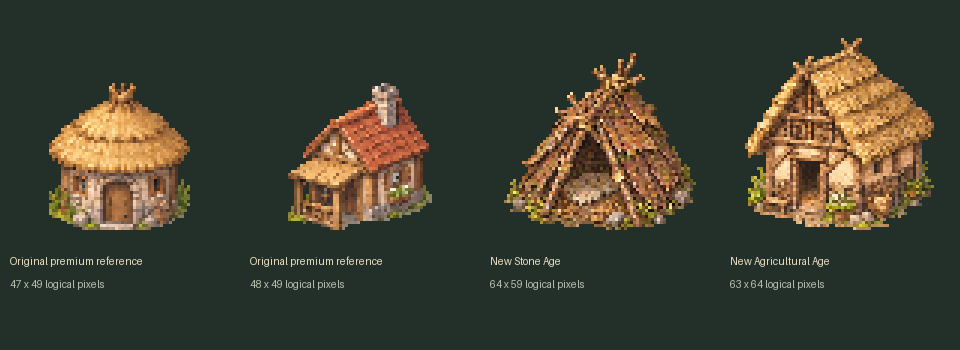 Original premium reference
47 x 49 logical pixels
Original premium reference
48 x 49 logical pixels
New Stone Age
64 x 59 logical pixels
New Agricultural Age
63 x 64 logical pixels